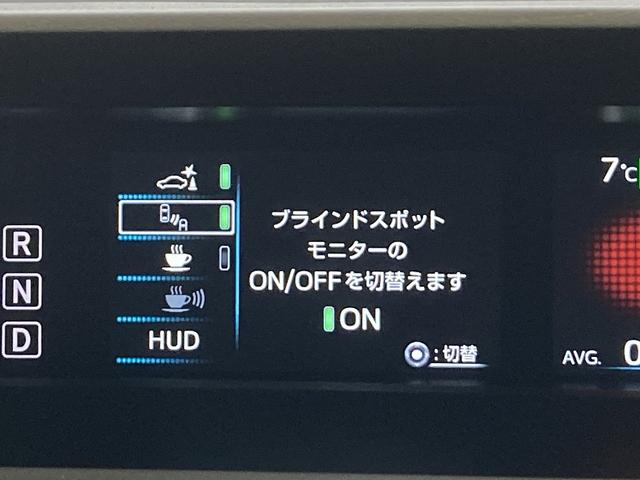 7℃
R
N
D
A
HUD
ブラインドスポット
モニターの
ON/OFFを切替えます
ON
:切替
AVG. 0